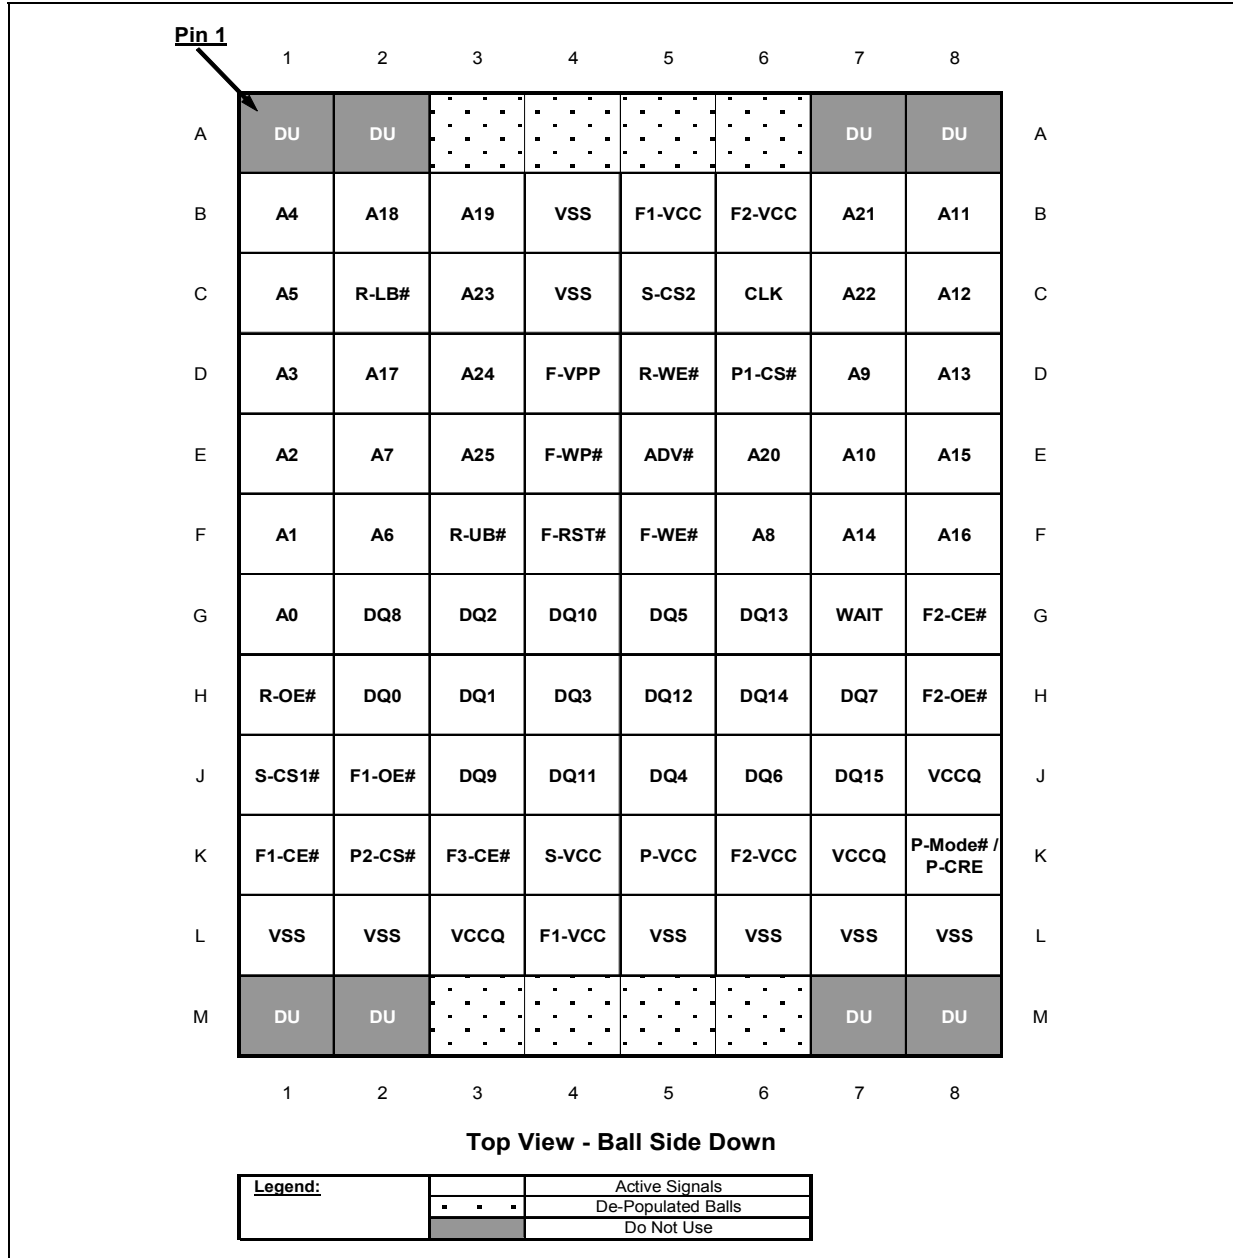 Pin 1
1 2 3 4 5 6 7 8
A DU DU DU DU A
B A4 A18 A19 VSS F1-VCC F2-VCC A21 A11 B
C A5 R-LB# A23 VSS S-CS2 CLK A22 A12 C
D A3 A17 A24 F-VPP R-WE# P1-CS# A9 A13 D
E A2 A7 A25 F-WP# ADV# A20 A10 A15 E
F A1 A6 R-UB# F-RST# F-WE# A8 A14 A16 F
G A0 DQ8 DQ2 DQ10 DQ5 DQ13 WAIT F2-CE# G
H R-OE# DQ0 DQ1 DQ3 DQ12 DQ14 DQ7 F2-OE# H
J S-CS1# F1-OE# DQ9 DQ11 DQ4 DQ6 DQ15 VCCQ J
K F1-CE# P2-CS# F3-CE# S-VCC P-VCC F2-VCC VCCQ P-Mode# / P-CRE K
L VSS VSS VCCQ F1-VCC VSS VSS VSS VSS L
M DU DU DU DU M
1 2 3 4 5 6 7 8
Top View - Ball Side Down
Legend: Active Signals
De-Populated Balls
Do Not Use